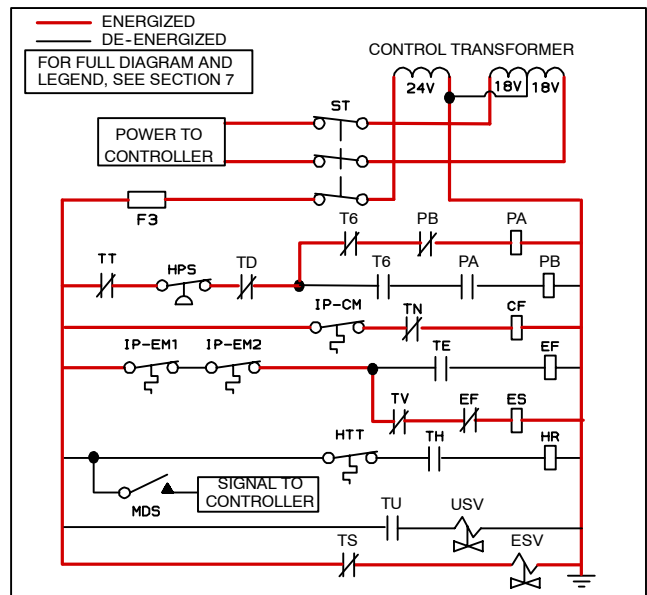 ENERGIZED
DE-ENERGIZED
FOR FULL DIAGRAM AND
LEGEND, SEE SECTION 7
CONTROL TRANSFORMER
24V
18V
18V
ST
POWER TO
CONTROLLER
F3
T6
PB
PA
TT
HPS
TD
T6
PA
PB
IP-CM
TN
CF
IP-EM1
IP-EM2
TE
EF
TV
EF
ES
HTT
TH
HR
MDS
SIGNAL TO
CONTROLLER
TU
USV
TS
ESV